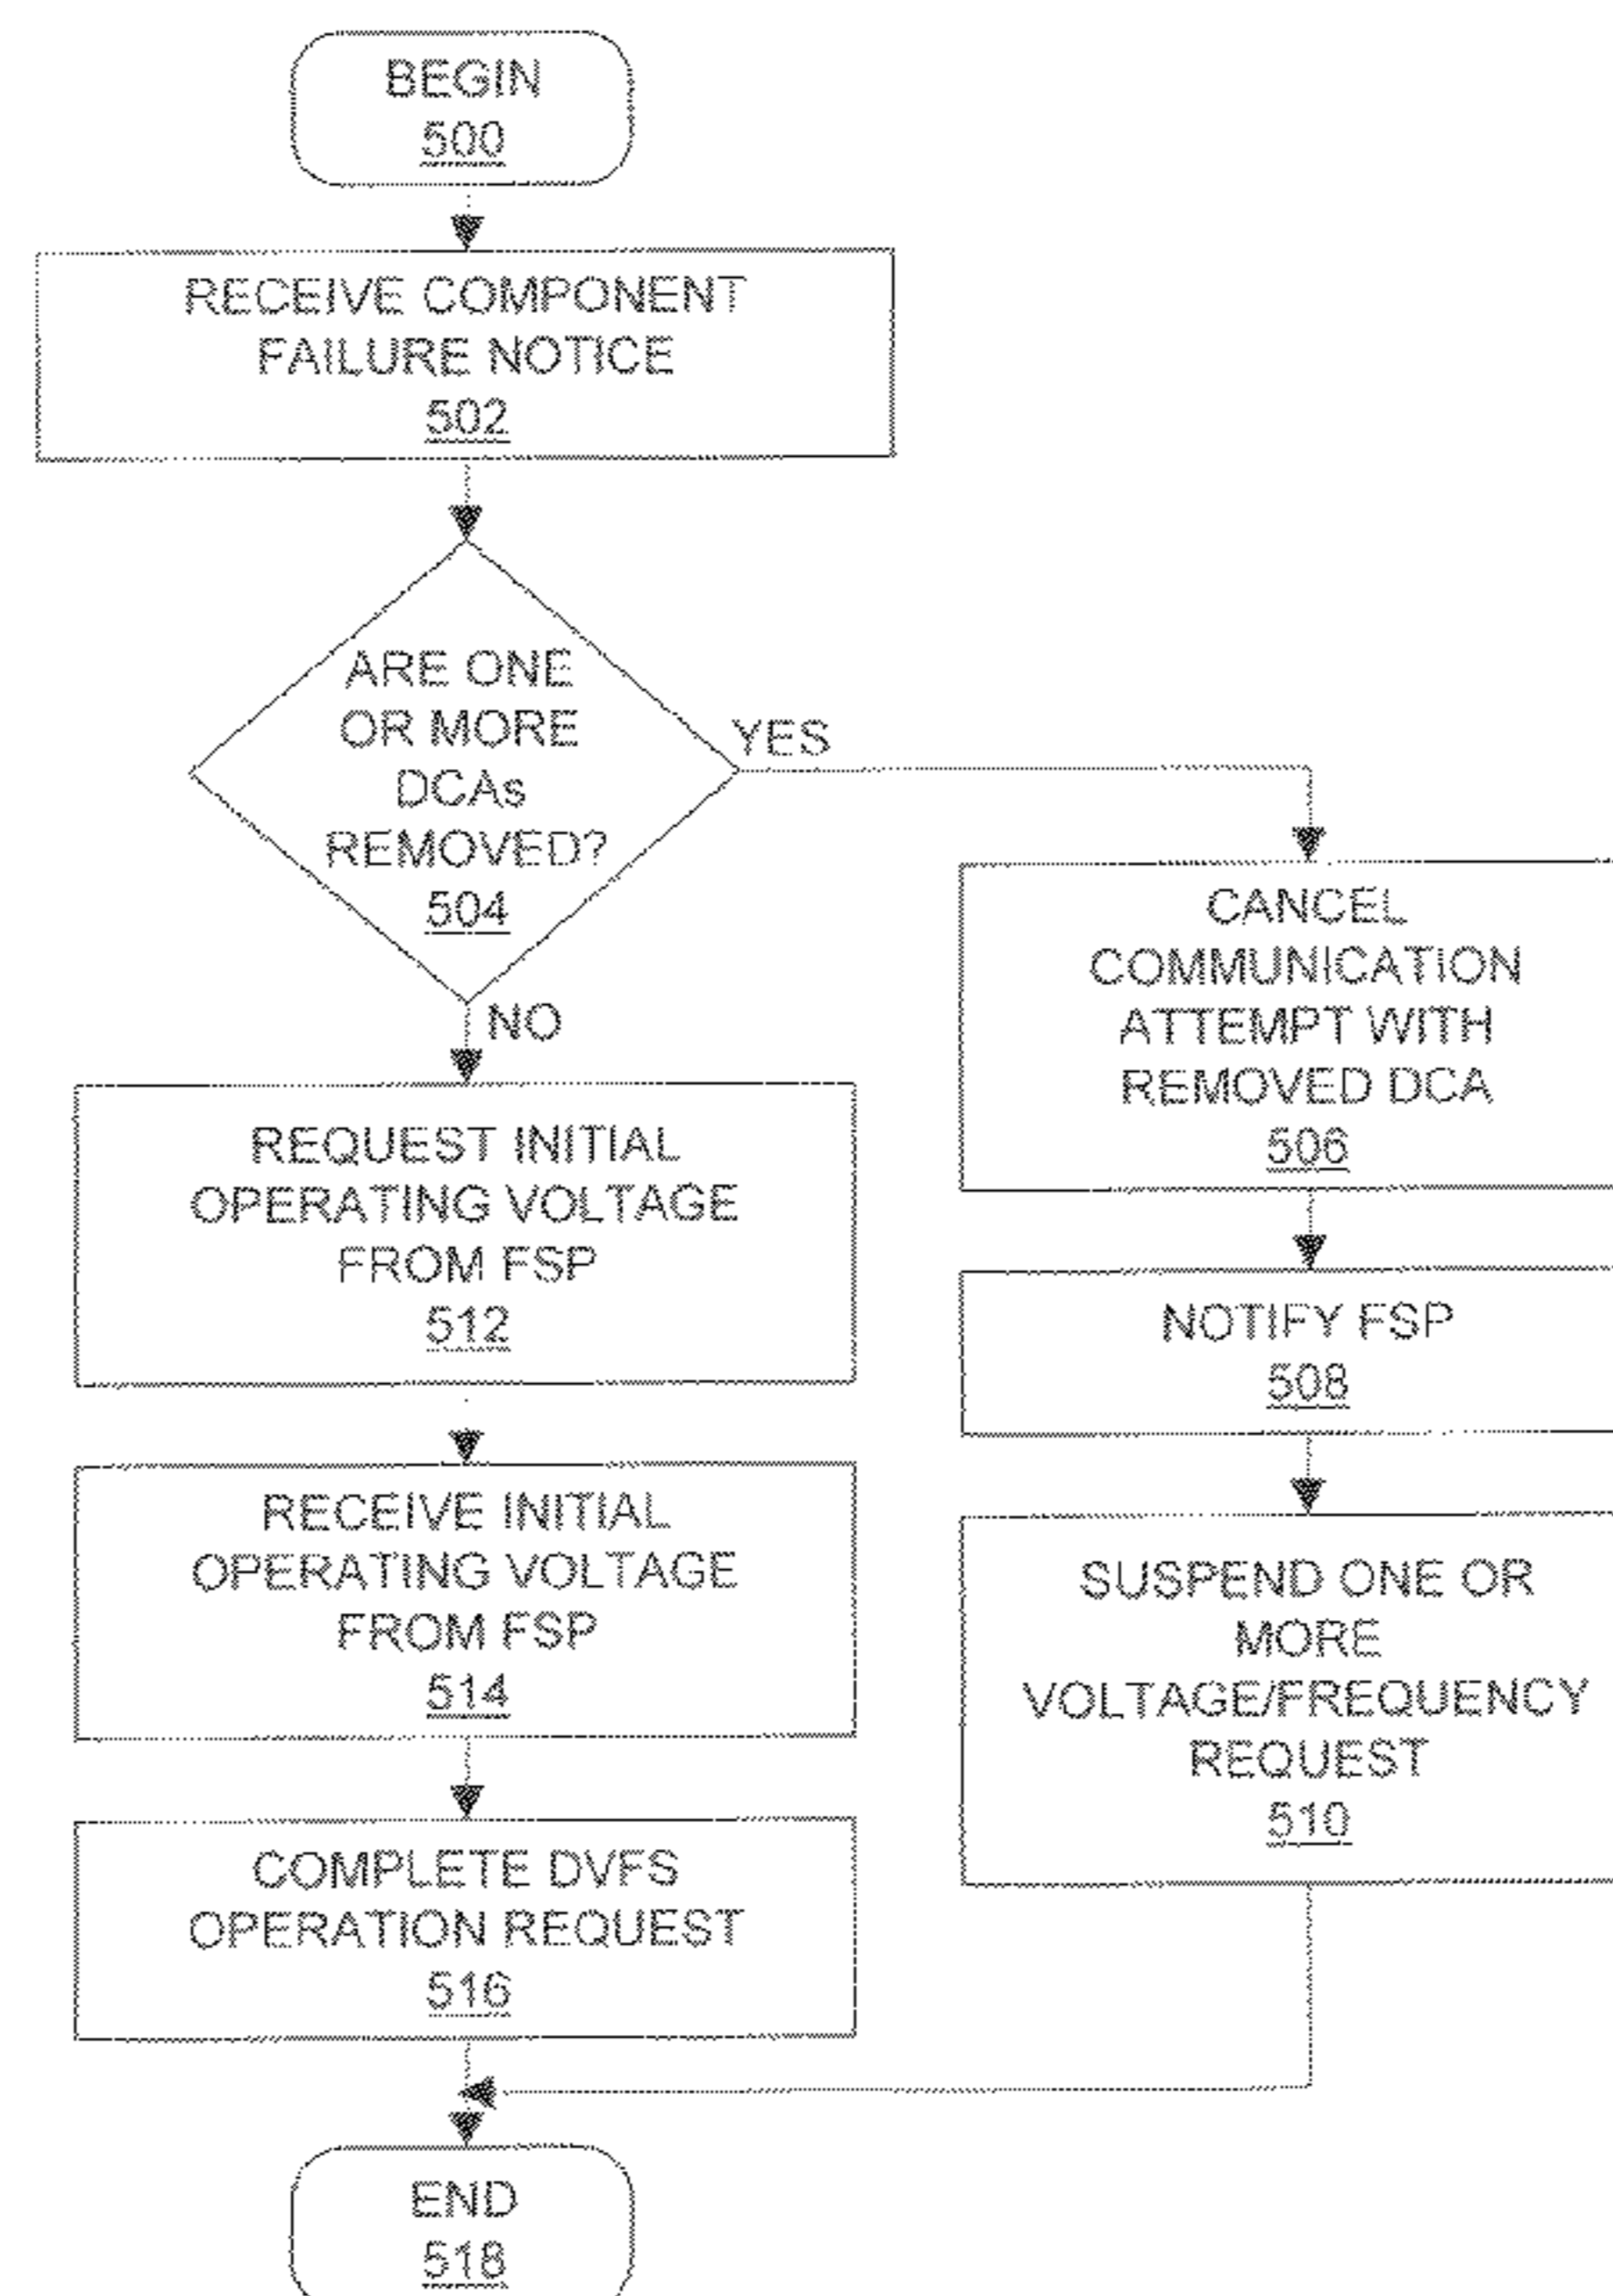 BEGIN
500
RECEIVE COMPONENT
FAILURE NOTICE
502
ARE ONE
OR MORE
DCAs
REMOVED?
504
YES
NO
CANCEL
COMMUNICATION
ATTEMPT WITH
REMOVED DCA
506
NOTIFY FSP
508
SUSPEND ONE OR
MORE
VOLTAGE/FREQUENCY
REQUEST
510
REQUEST INITIAL
OPERATING VOLTAGE
FROM FSP
512
RECEIVE INITIAL
OPERATING VOLTAGE
FROM FSP
514
COMPLETE DVFS
OPERATION REQUEST
516
END
518